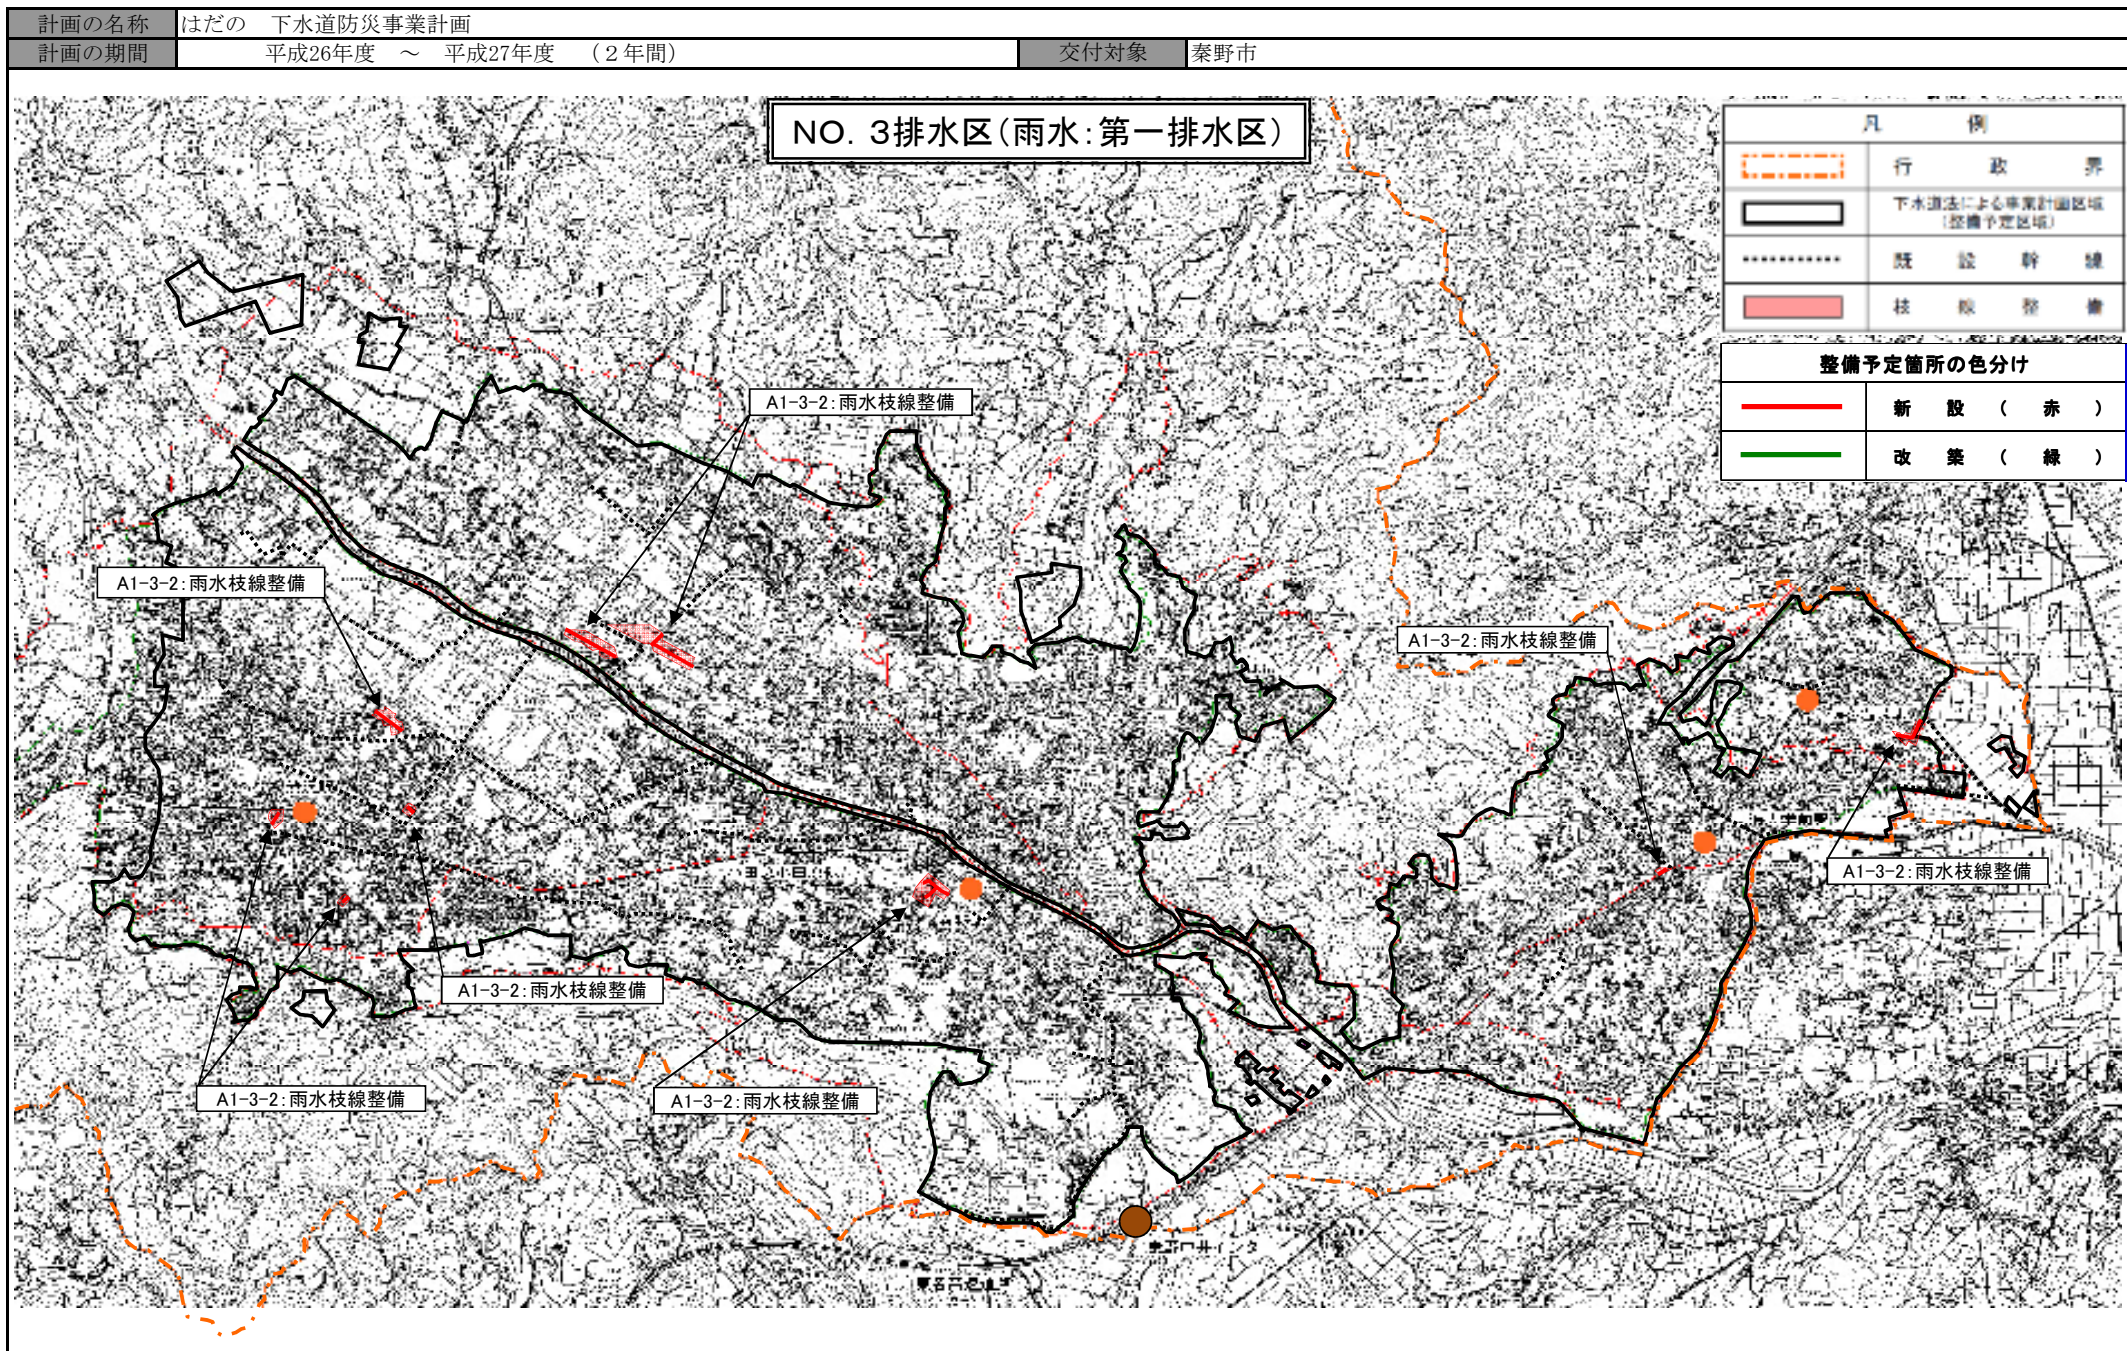 計画の名称 はだの 下水道防災事業計画
計画の期間 平成26年度 ～ 平成27年度 （２年間） 交付対象 秦野市
NO. 3排水区(雨水:第一排水区)
凡 例
行 政 界
下水道法による事業計画区域
(整備予定区域)
既 設 幹 線
枝 線 整 備
整備予定箇所の色分け
新 設 ( 赤 )
改 築 ( 緑 )
A1-3-2:雨水枝線整備
A1-3-2:雨水枝線整備
A1-3-2:雨水枝線整備
A1-3-2:雨水枝線整備
A1-3-2:雨水枝線整備
A1-3-2:雨水枝線整備
A1-3-2:雨水枝線整備